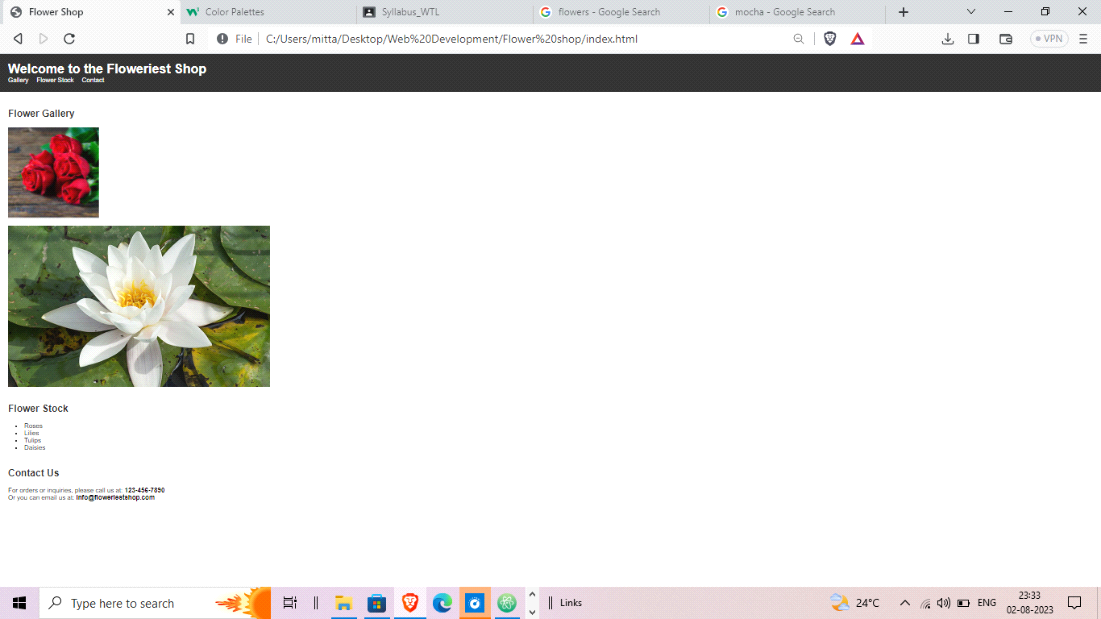 Flower Shop
Color Palettes
Syllabus_WTL
flowers - Google Search
mocha - Google Search
File
C:/Users/mitta/Desktop/Web%20Development/Flower%20shop/index.html
VPN
Welcome to the Floweriest Shop
Gallery Flower Stock Contact
Flower Gallery
Flower Stock
Roses
Lilies
Tulips
Daisies
Contact Us
For orders or inquiries, please call us at: 123-456-7890
Or you can email us at: info@floweriestshop.com
Type here to search
Links
24°C
ENG
23:33
02-08-2023